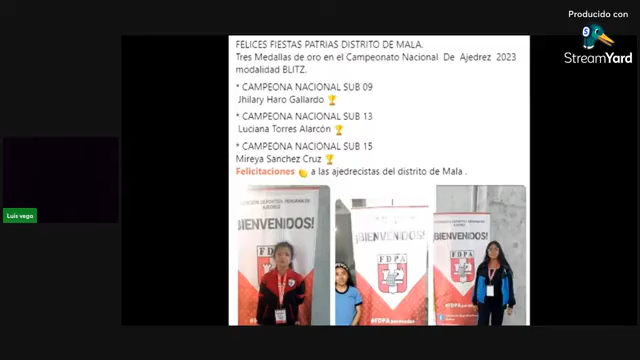 Producido con
StreamYard
FELICES FIESTAS PATRIAS DISTRITO DE MALA.
Tres Medallas de oro en el Campeonato Nacional De Ajedrez 2023
modalidad BLITZ.
* CAMPEONA NACIONAL SUB 09
Jhilary Haro Gallardo 🏆
* CAMPEONA NACIONAL SUB 13
Luciana Torres Alarcón 🏆
* CAMPEONA NACIONAL SUB 15
Mireya Sanchez Cruz 🏆
Felicitaciones 👏 a las ajedrecistas del distrito de Mala .
Luis vego
¡BIENVENIDOS!
FDPA
¡BIENVENIDOS!
FDPA
¡BIENVENIDOS!
FDPA